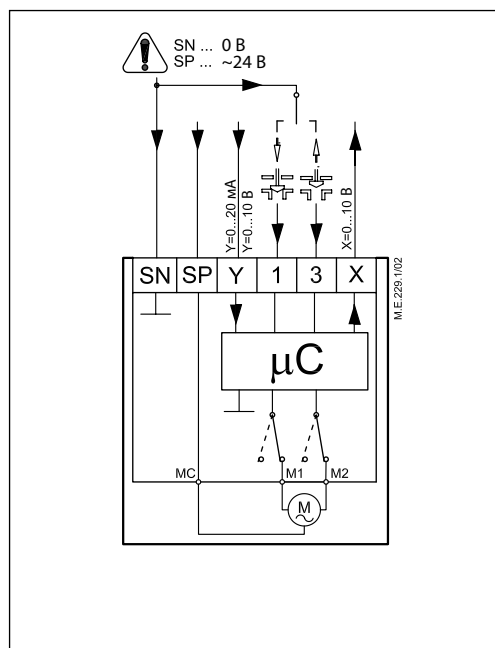 SN ... 0 В
SP ... ~24 В
Y=0...20 мА
Y=0...10 В
X=0...10 В
SN SP Y 1 3 X
M.E.229.1/02
µC
MC M1 M2
M